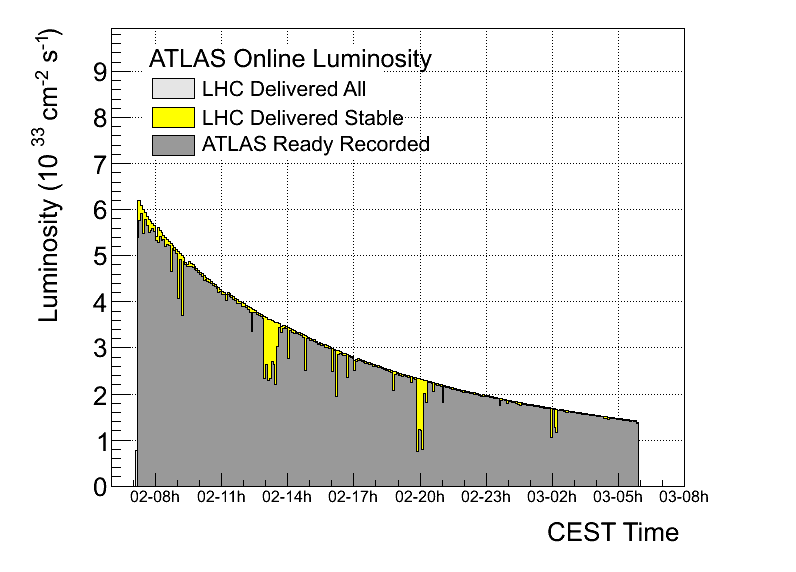 ATLAS Online Luminosity
LHC Delivered All
LHC Delivered Stable
ATLAS Ready Recorded
Luminosity (10 33 cm-2 s-1)
9
8
7
6
5
4
3
2
1
0
02-08h 02-11h 02-14h 02-17h 02-20h 02-23h 03-02h 03-05h 03-08h
CEST Time